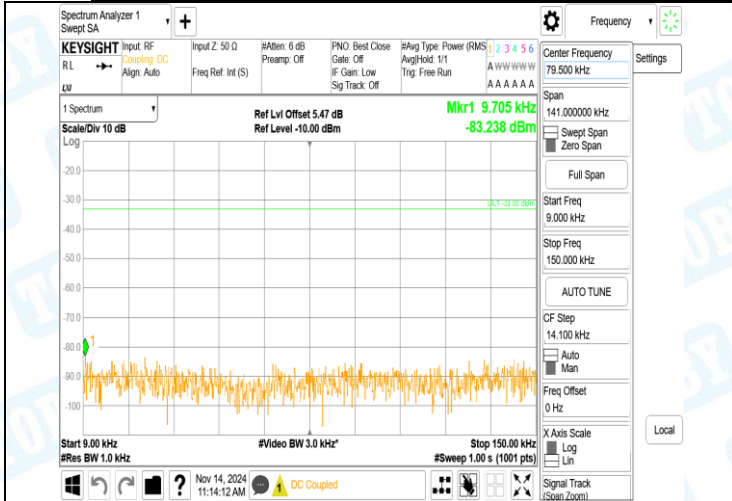 Spectrum Analyzer 1
Swept SA
+
Frequency
KEYSIGHT
RL
Input: RF
Coupling: DC
Align: Auto
Input Z: 50 Ω
Freq Ref: Int (S)
#Atten: 6 dB
Preamp: Off
PNO: Best Close
Gate: Off
IF Gain: Low
Sig Track: Off
#Avg Type: Power (RMS
Avg|Hold: 1/1
Trig: Free Run
1 2 3 4 5 6
A W W W W W
A A A A A A
Center Frequency
79.500 kHz
Settings
1 Spectrum
Scale/Div 10 dB
Log
Ref Lvl Offset 5.47 dB
Ref Level -10.00 dBm
Mkr1 9.705 kHz
-83.238 dBm
Span
141.000000 kHz
Swept Span
Zero Span
Full Span
Start Freq
9.000 kHz
Stop Freq
150.000 kHz
AUTO TUNE
CF Step
14.100 kHz
Auto
Man
Freq Offset
0 Hz
X Axis Scale
Log
Lin
Signal Track
(Span Zoom)
Local
-20.0
-30.0
DL1 -33.00 dBm
-40.0
-50.0
-60.0
-70.0
-80.0
1
-90.0
-100
Start 9.00 kHz
#Video BW 3.0 kHz*
Stop 150.00 kHz
#Res BW 1.0 kHz
#Sweep 1.00 s (1001 pts)
?
Nov 14, 2024
11:14:12 AM
DC Coupled